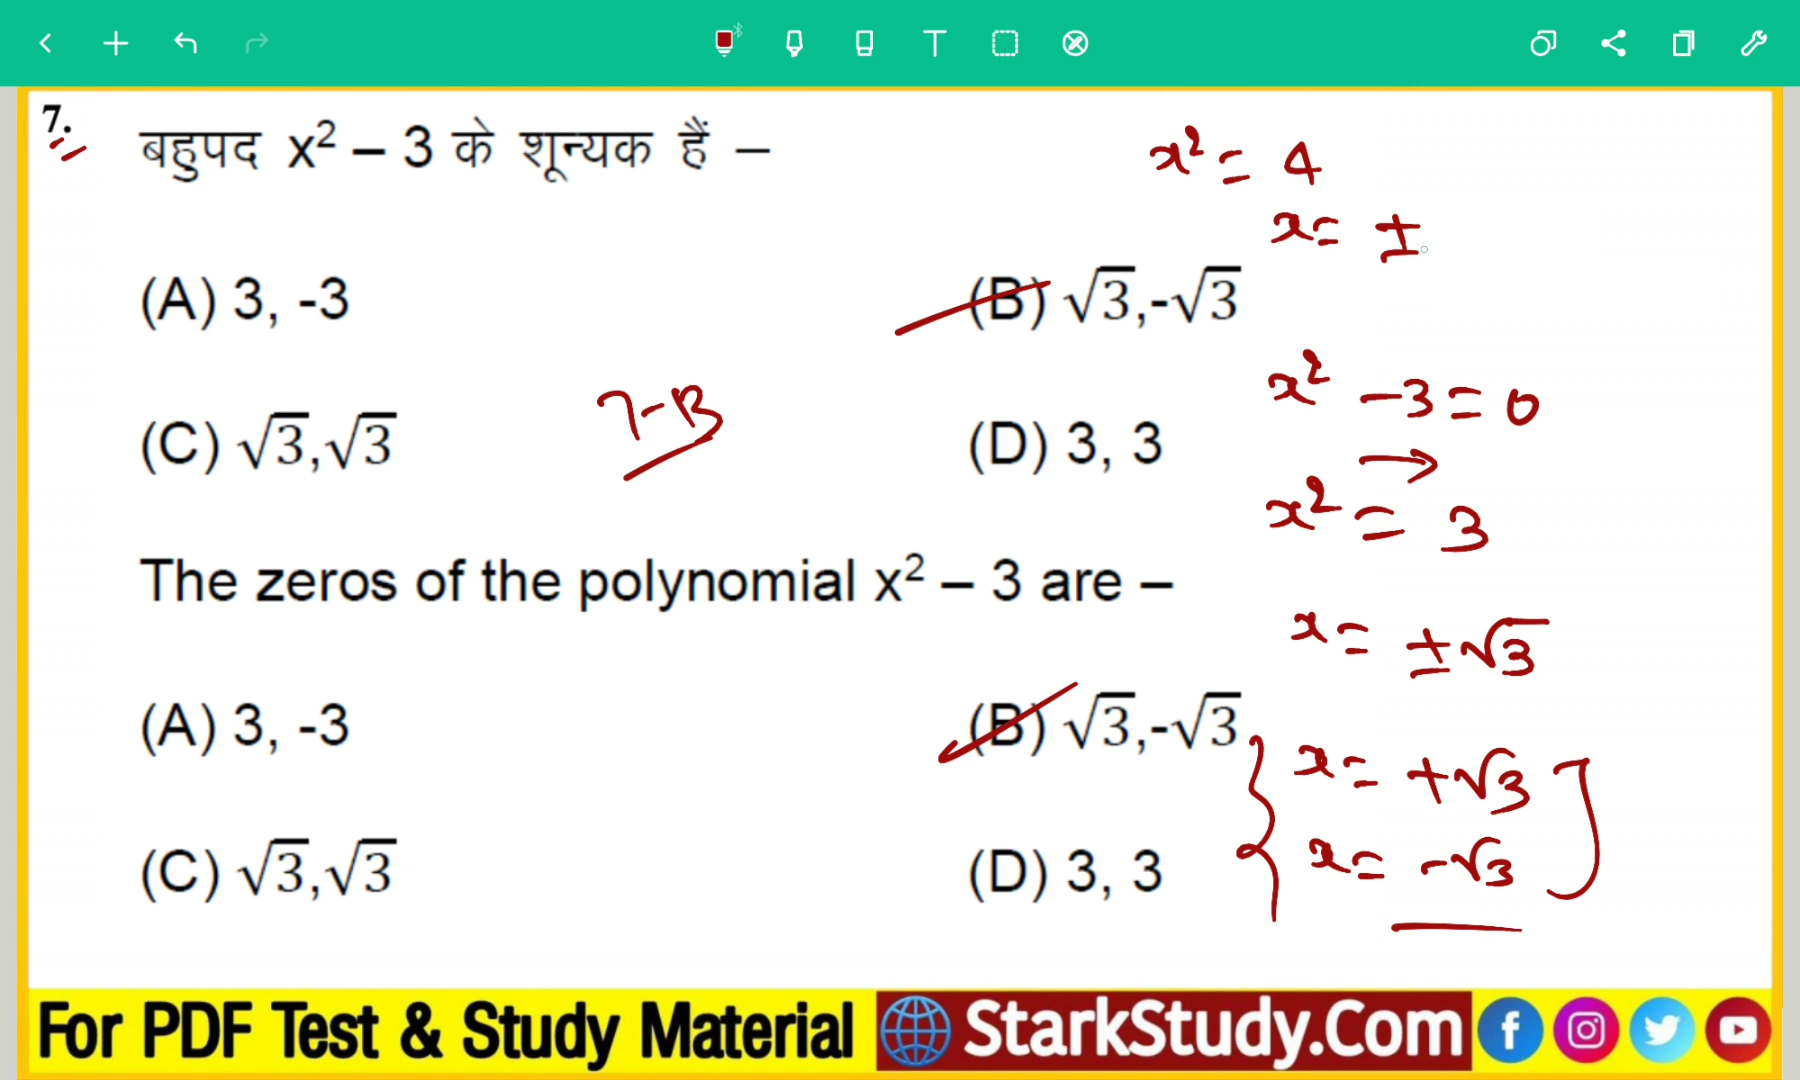 7.
बहुपद x² – 3 के शून्यक हैं –
x² = 4
x = ±
(A) 3, -3
(B) √3,-√3
x² - 3 = 0
(C) √3,√3
7-B
(D) 3, 3
x² = 3
The zeros of the polynomial x² – 3 are –
x = ±√3
(A) 3, -3
(B) √3,-√3
x = +√3
(C) √3,√3
(D) 3, 3
x = -√3
For PDF Test & Study Material StarkStudy.Com